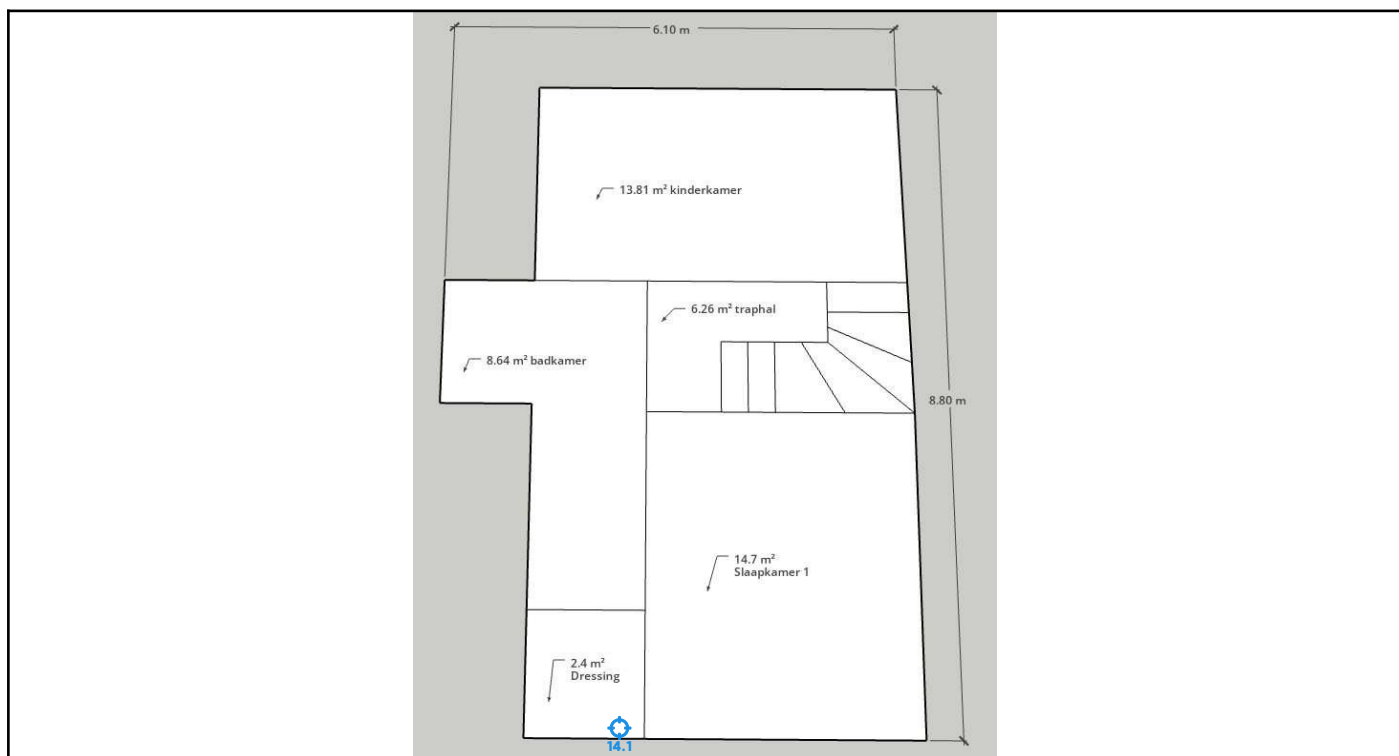 6.10 m
13.81 m² kinderkamer
6.26 m² traphal
8.64 m² badkamer
8.80 m
14.7 m²
Slaapkamer 1
2.4 m²
Dressing
14.1